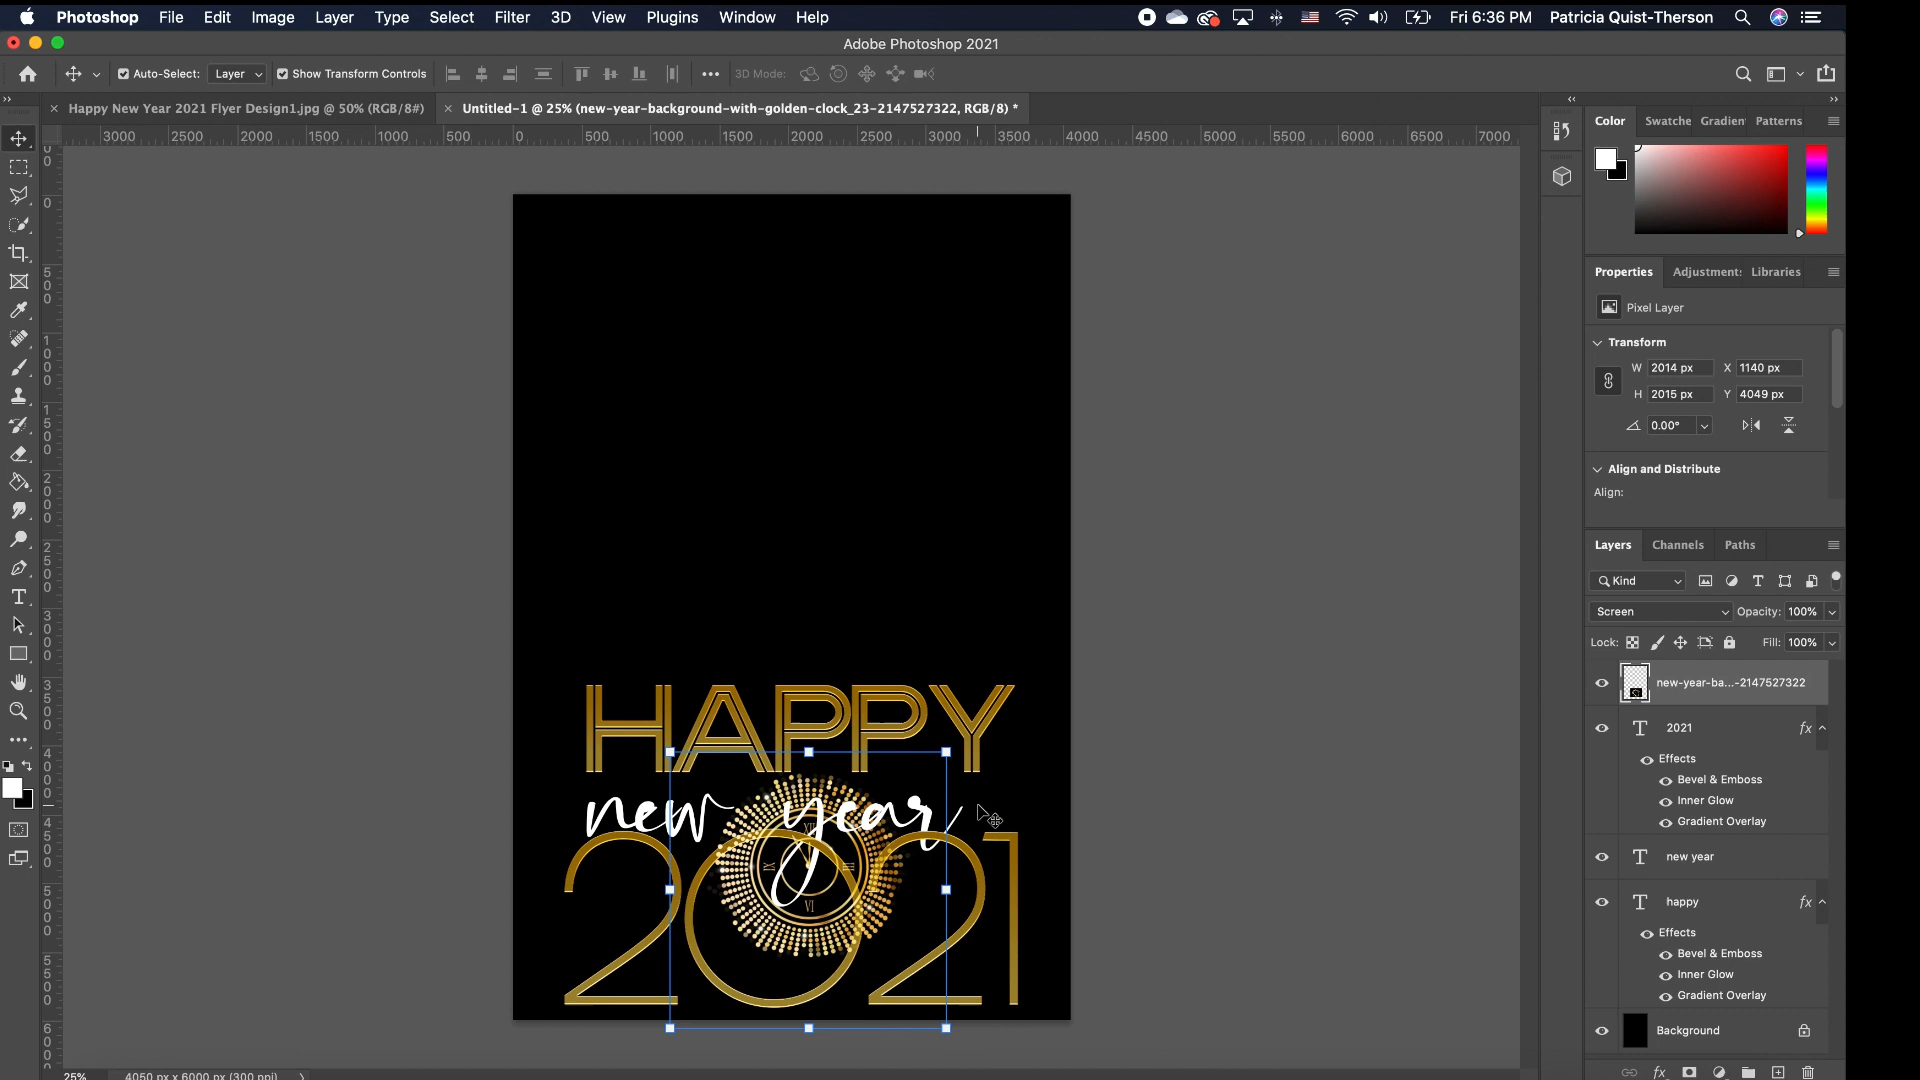 Photoshop File Edit Image Layer Type Select Filter 3D View Plugins Window Help Fri 6:36 PM Patricia Quist-Therson
Adobe Photoshop 2021
Auto-Select: Layer Show Transform Controls 3D Mode:
Happy New Year 2021 Flyer Design1.jpg @ 50% (RGB/8#) Untitled-1 @ 25% (new-year-background-with-golden-clock_23-2147527322, RGB/8) *
3000 2500 2000 1500 1000 500 0 500 1000 1500 2000 2500 3000 3500 4000 4500 5000 5500 6000 6500 7000
Color Swatche Gradien Patterns
Properties Adjustment: Libraries
Pixel Layer
Transform
W 2014 px X 1140 px
H 2015 px Y 4049 px
0.00°
Align and Distribute
Align:
Layers Channels Paths
Kind
Screen Opacity: 100%
Lock: Fill: 100%
new-year-ba...-2147527322
2021 fx
Effects
Bevel & Emboss
Inner Glow
Gradient Overlay
new year
happy fx
Effects
Bevel & Emboss
Inner Glow
Gradient Overlay
Background
HAPPY
new year
2021
XII
IX III
VI
25% 4050 px x 6000 px (300 ppi)